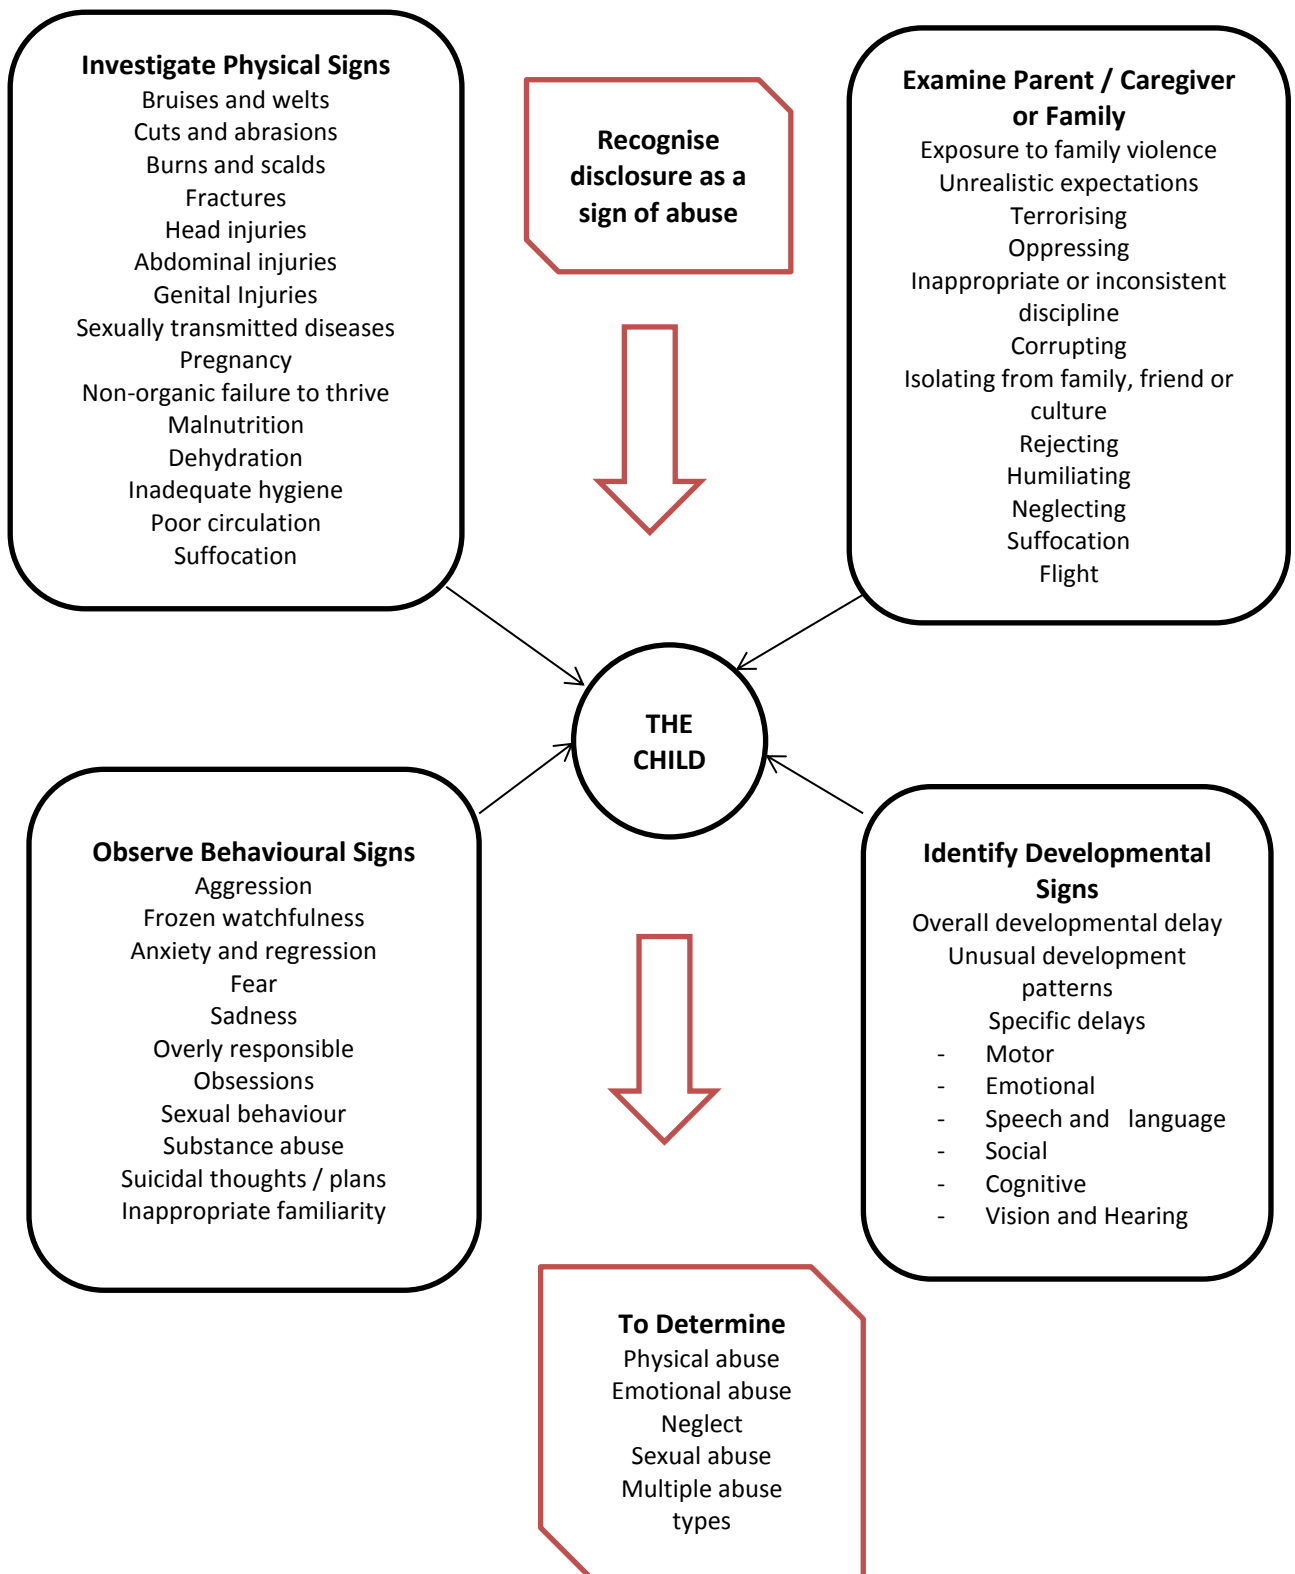 Investigate Physical Signs
Bruises and welts
Cuts and abrasions
Burns and scalds
Fractures
Head injuries
Abdominal injuries
Genital Injuries
Sexually transmitted diseases
Pregnancy
Non-organic failure to thrive
Malnutrition
Dehydration
Inadequate hygiene
Poor circulation
Suffocation
Recognise
disclosure as a
sign of abuse
Examine Parent / Caregiver
or Family
Exposure to family violence
Unrealistic expectations
Terrorising
Oppressing
Inappropriate or inconsistent
discipline
Corrupting
Isolating from family, friend or
culture
Rejecting
Humiliating
Neglecting
Suffocation
Flight
THE
CHILD
Observe Behavioural Signs
Aggression
Frozen watchfulness
Anxiety and regression
Fear
Sadness
Overly responsible
Obsessions
Sexual behaviour
Substance abuse
Suicidal thoughts / plans
Inappropriate familiarity
Identify Developmental
Signs
Overall developmental delay
Unusual development
patterns
Specific delays
- Motor
- Emotional
- Speech and language
- Social
- Cognitive
- Vision and Hearing
To Determine
Physical abuse
Emotional abuse
Neglect
Sexual abuse
Multiple abuse
types